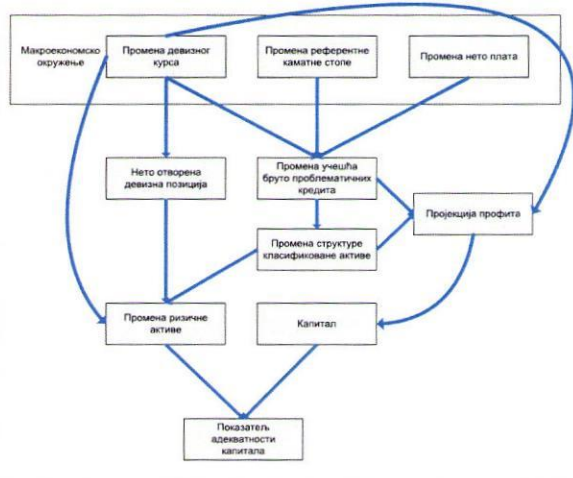 Макроекономско
окружење
Промена девизног
курса
Промена референтне
каматне стопе
Промена нето плата
Нето отворена
девизна позиција
Промена учешћа
бруто проблематичних
кредита
Пројекција профита
Промена структуре
класификоване активе
Промена ризичне
активе
Капитал
Показатељ
адекватности
капитала